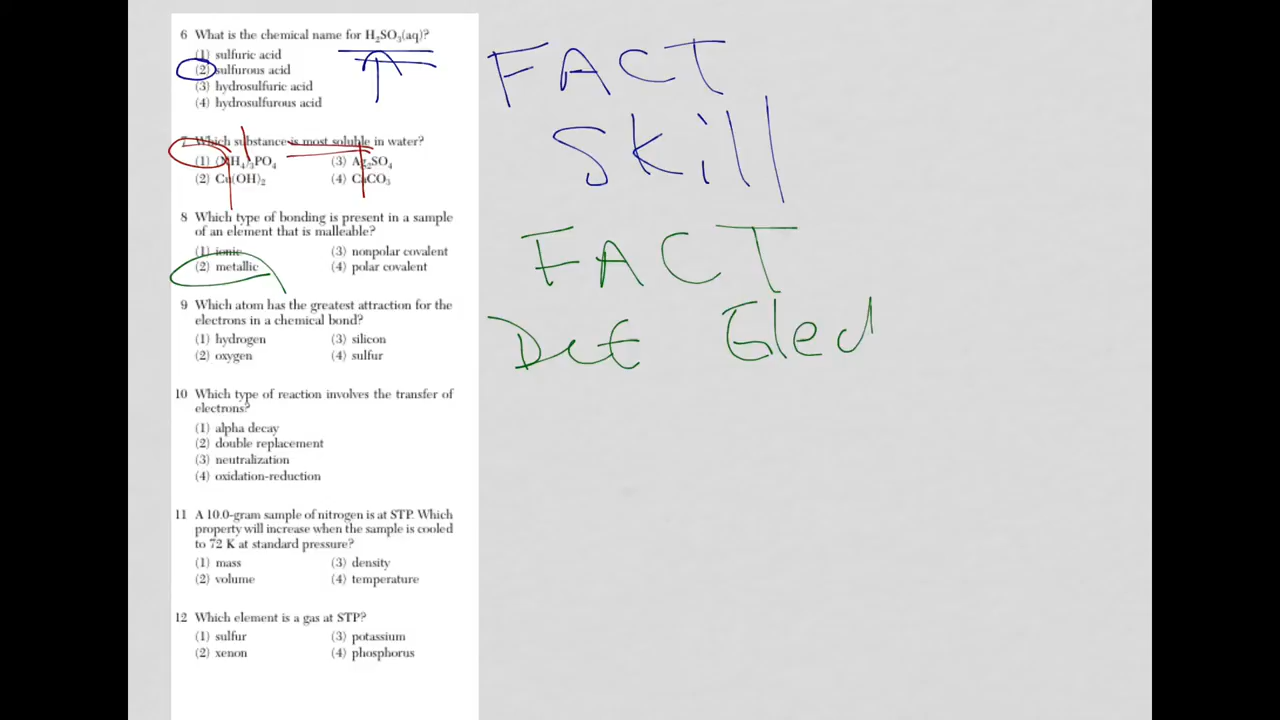 6 What is the chemical name for H₂SO₃(aq)?
(1) sulfuric acid
(2) sulfurous acid
(3) hydrosulfuric acid
(4) hydrosulfurous acid
7 Which substance is most soluble in water?
(1) (NH₄)₃PO₄ (3) Ag₂SO₄
(2) Cu(OH)₂ (4) CaCO₃
8 Which type of bonding is present in a sample
of an element that is malleable?
(1) ionic (3) nonpolar covalent
(2) metallic (4) polar covalent
9 Which atom has the greatest attraction for the
electrons in a chemical bond?
(1) hydrogen (3) silicon
(2) oxygen (4) sulfur
10 Which type of reaction involves the transfer of
electrons?
(1) alpha decay
(2) double replacement
(3) neutralization
(4) oxidation-reduction
11 A 10.0-gram sample of nitrogen is at STP. Which
property will increase when the sample is cooled
to 72 K at standard pressure?
(1) mass (3) density
(2) volume (4) temperature
12 Which element is a gas at STP?
(1) sulfur (3) potassium
(2) xenon (4) phosphorus
FACT
Skill
FACT